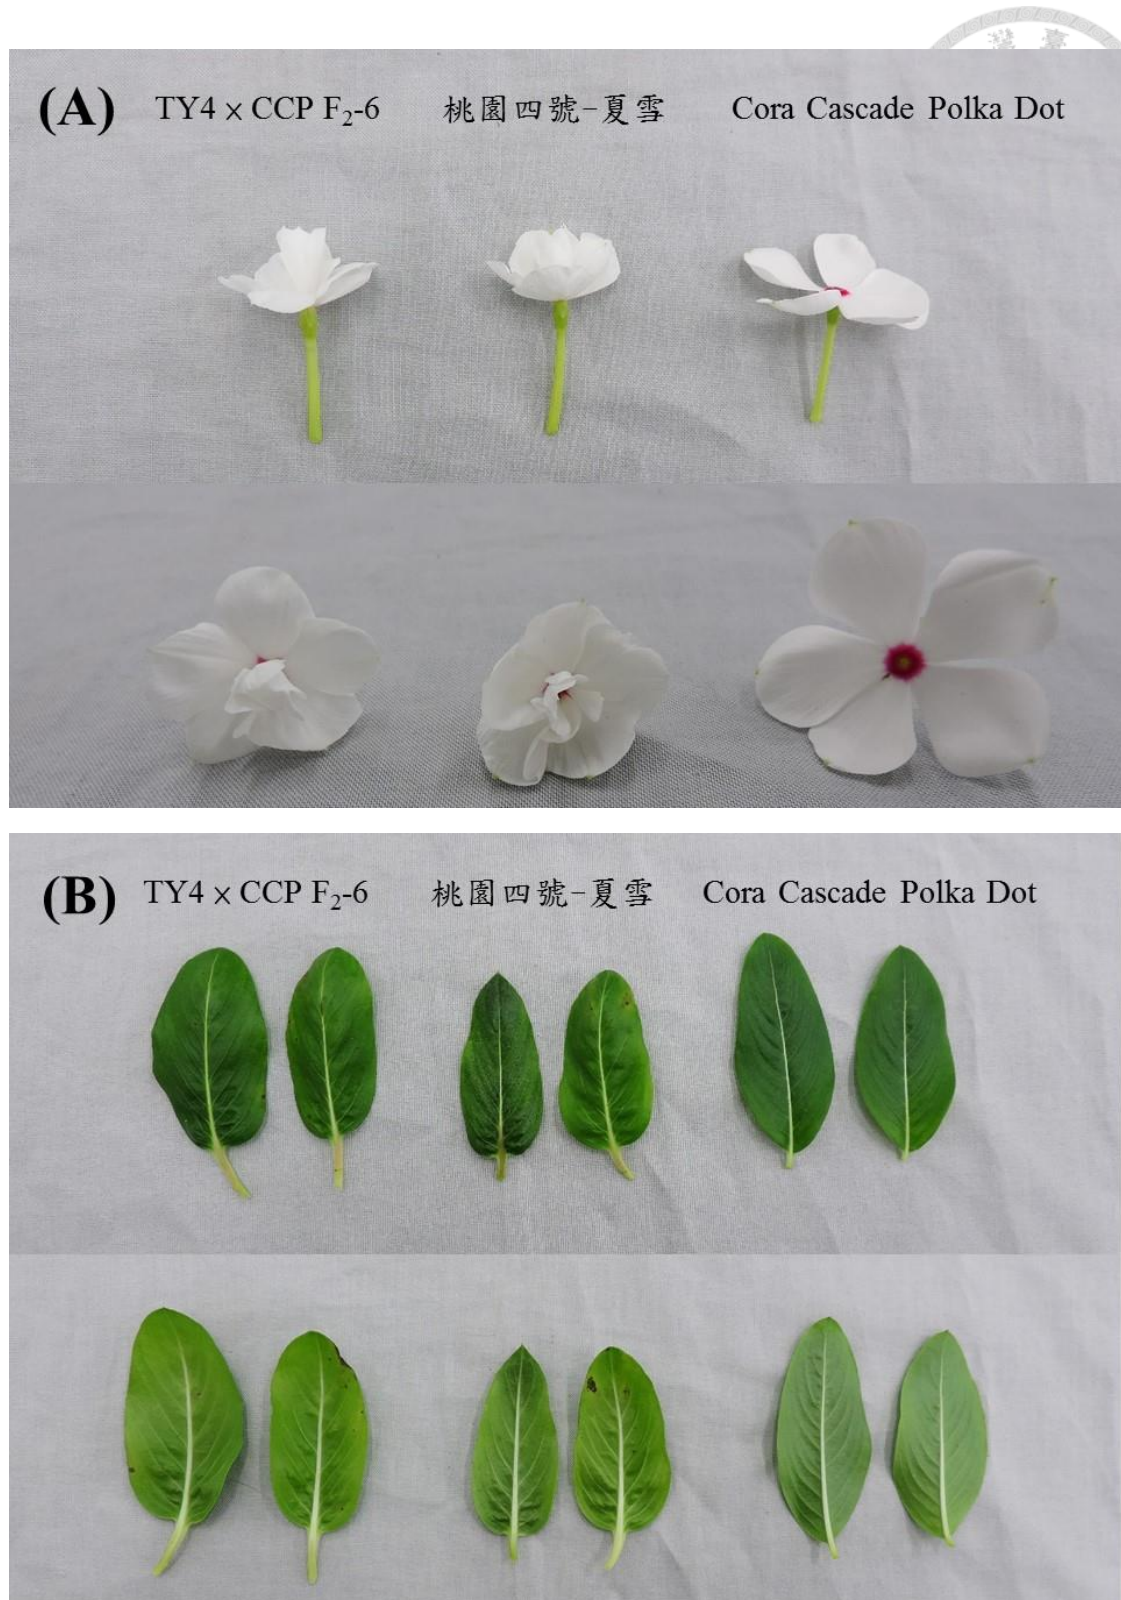 (A) TY4 × CCP F₂-6 桃園四號-夏雪 Cora Cascade Polka Dot
(B) TY4 × CCP F₂-6 桃園四號-夏雪 Cora Cascade Polka Dot